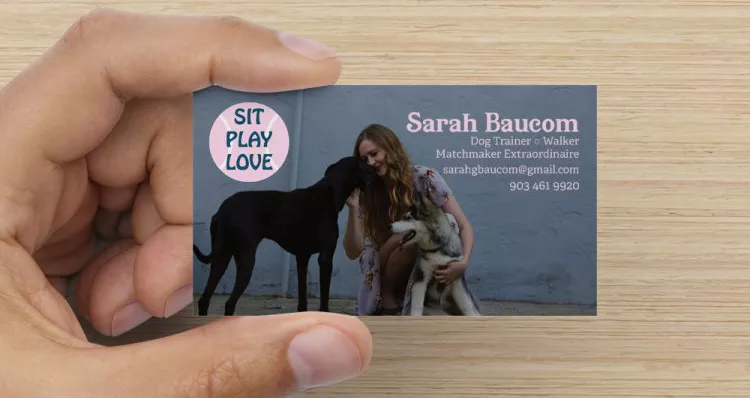 SIT
PLAY
LOVE
Sarah Baucom
Dog Trainer ○ Walker
Matchmaker Extraordinaire
sarahgbaucom@gmail.com
903 461 9920